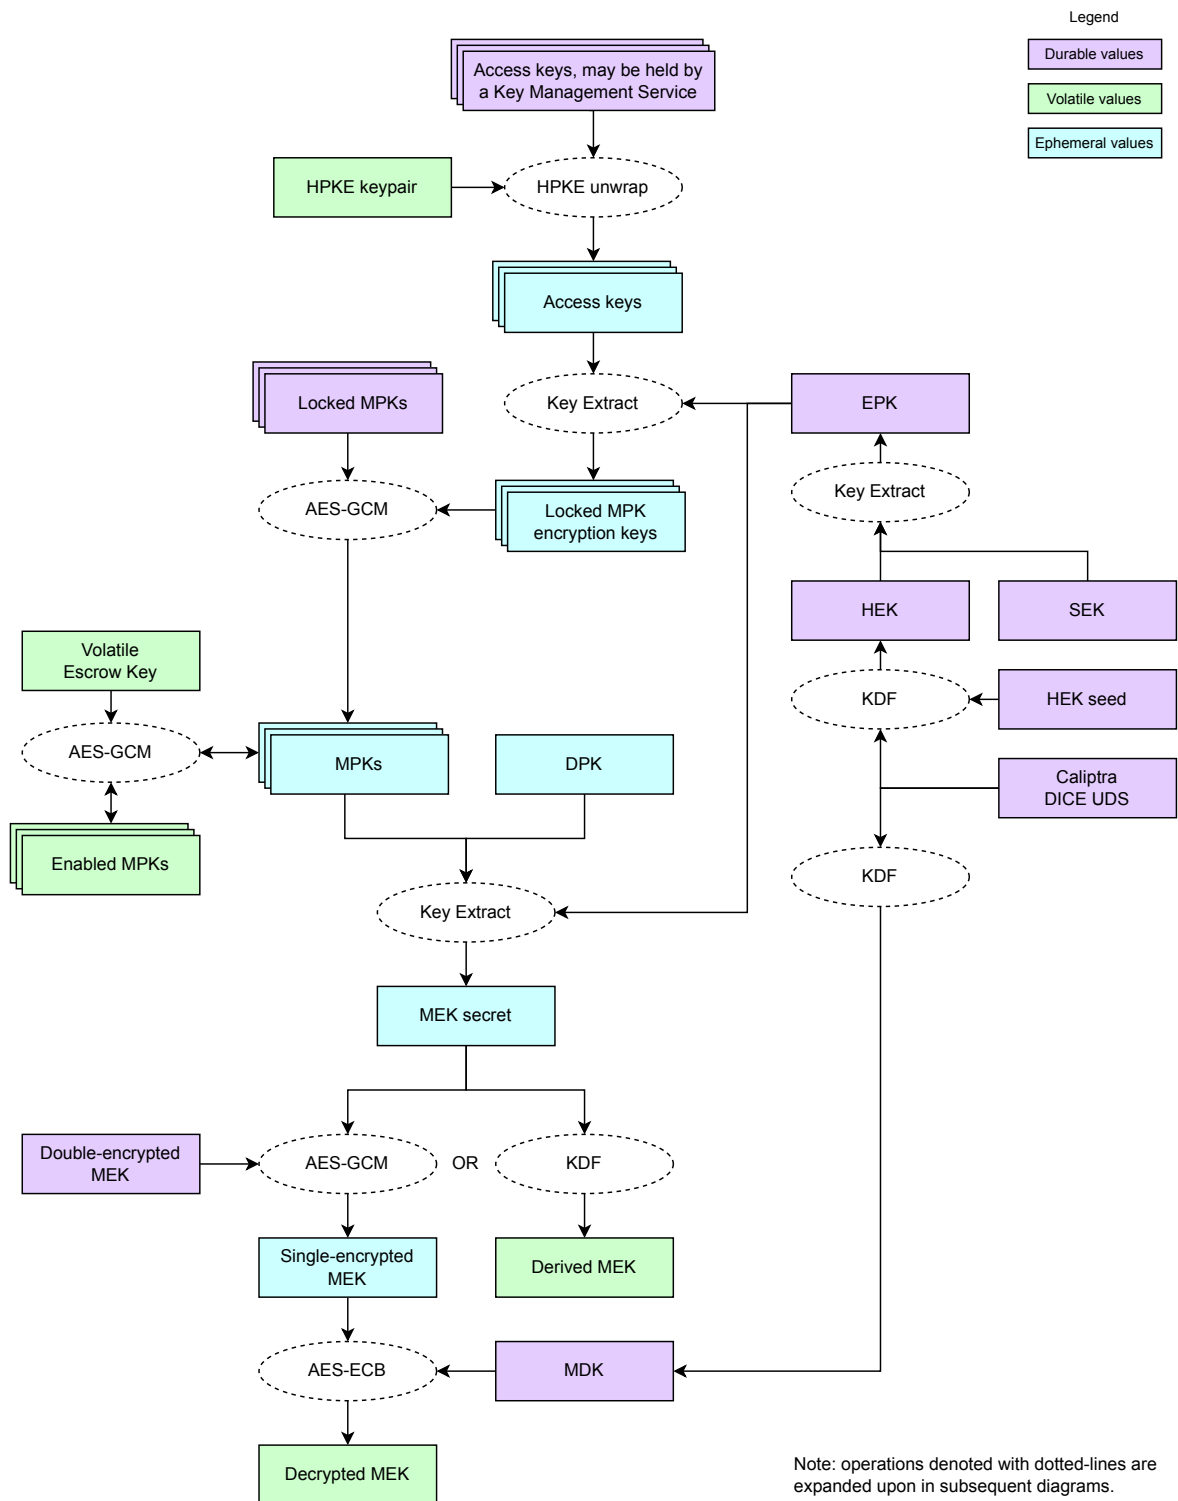 Legend
Durable values
Volatile values
Ephemeral values
Access keys, may be held by
a Key Management Service
HPKE keypair
HPKE unwrap
Access keys
Locked MPKs
Key Extract
EPK
Key Extract
AES-GCM
Locked MPK
encryption keys
HEK
SEK
Volatile
Escrow Key
KDF
HEK seed
AES-GCM
MPKs
DPK
Caliptra
DICE UDS
Enabled MPKs
KDF
Key Extract
MEK secret
Double-encrypted
MEK
AES-GCM
OR
KDF
Single-encrypted
MEK
Derived MEK
AES-ECB
MDK
Decrypted MEK
Note: operations denoted with dotted-lines are
expanded upon in subsequent diagrams.